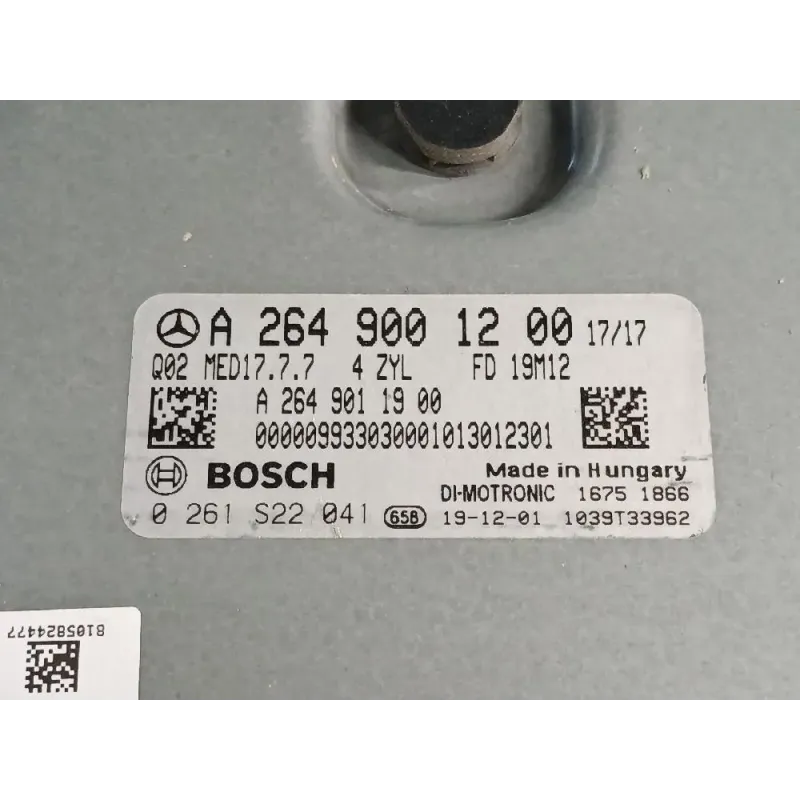 A 264 900 12 00 17/17
Q02 MED17.7.7 4 ZYL FD 19M12
A 264 901 19 00
0000099330300001013012301
BOSCH Made in Hungary
DI-MOTRONIC 1675 1866
0 261 S22 041 658 19-12-01 1039T33962
8105824477